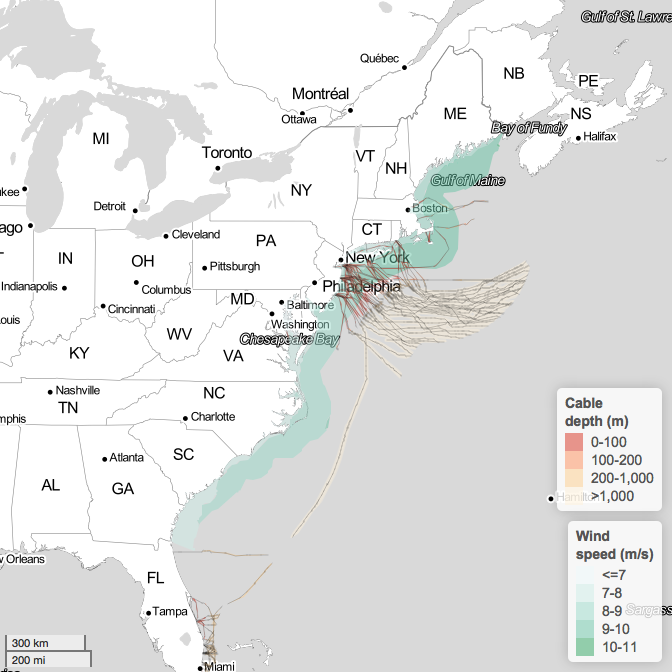 Gulf of St. Lawre
Québec
NB
PE
Montréal
Ottawa
ME
NS
Bay of Fundy
Halifax
MI
Toronto
VT
NH
Gulf of Maine
kee
NY
Detroit
Boston
ago
Cleveland
CT
PA
New York
IN
OH
Pittsburgh
Indianapolis
Columbus
Philadelphia
MD
Baltimore
Cincinnati
Louis
WV
Washington
Chesapeake Bay
KY
VA
Nashville
NC
TN
mphis
Charlotte
Atlanta
SC
AL
GA
w Orleans
FL
Tampa
Miami
Cable
depth (m)
0-100
100-200
200-1,000
>1,000
Hamilton
Wind
speed (m/s)
<=7
7-8
8-9
9-10
10-11
Sargass
300 km
200 mi